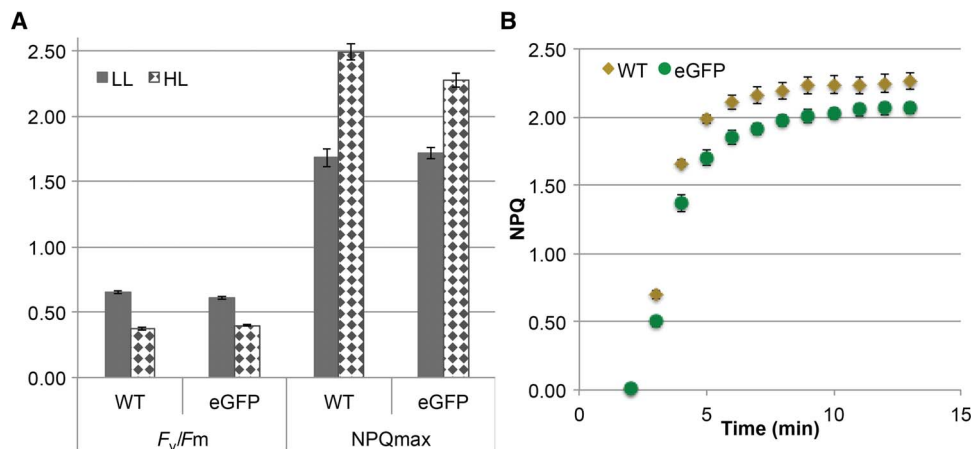 A
2.50
2.00
1.50
1.00
0.50
0.00
LL HL
WT eGFP WT eGFP
Fv/Fm NPQmax
B
NPQ
2.50
2.00
1.50
1.00
0.50
0.00
WT eGFP
0 5 10 15
Time (min)